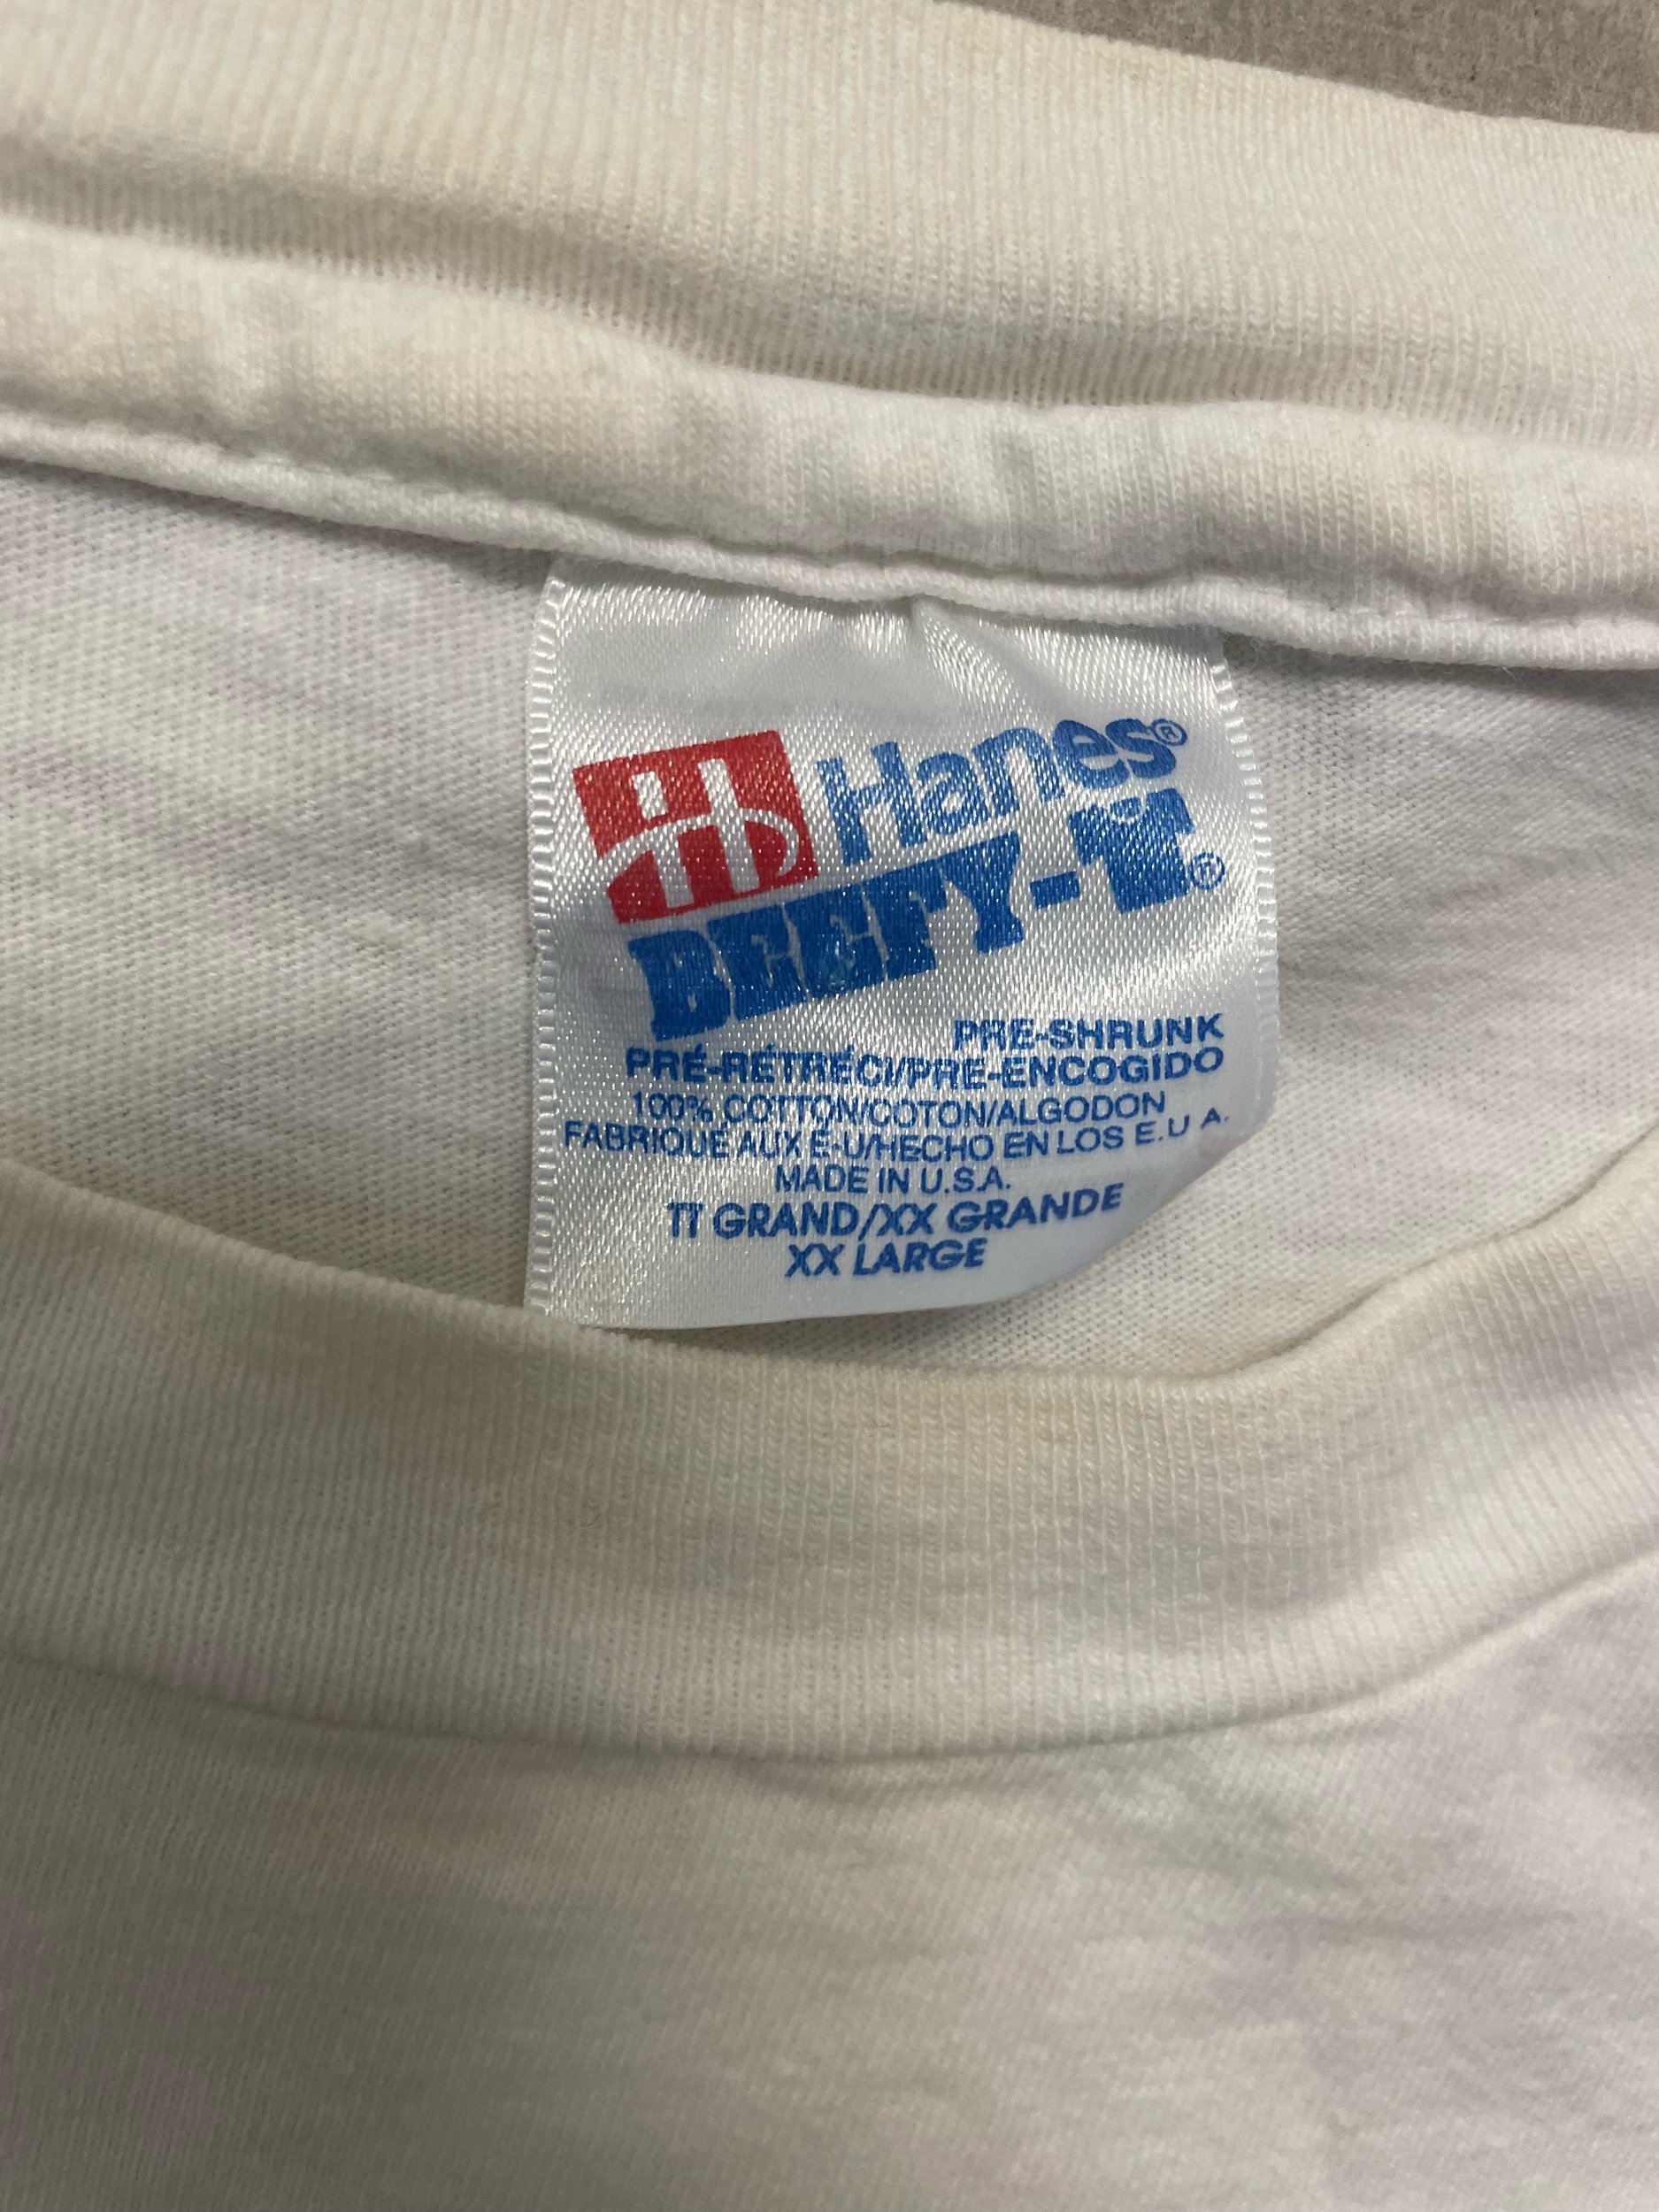 Hanes®
BEEFY-T®
PRE-SHRUNK
PRÉ-RÉTRÉCI/PRE-ENCOGIDO
100% COTTON/COTON/ALGODON
FABRIQUÉ AUX É-U/HECHO EN LOS E.U A.
MADE IN U.S.A.
TT GRAND/XX GRANDE
XX LARGE